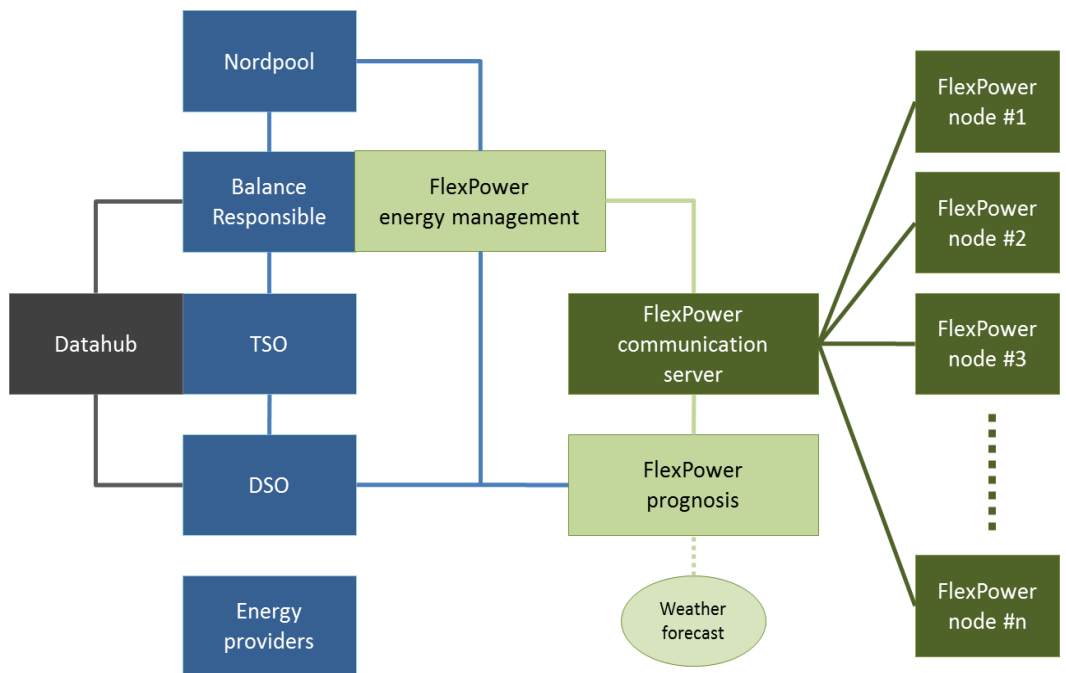 Nordpool
Balance
Responsible
FlexPower
energy management
Datahub
TSO
DSO
Energy
providers
FlexPower
communication
server
FlexPower
prognosis
Weather
forecast
FlexPower
node #1
FlexPower
node #2
FlexPower
node #3
FlexPower
node #n